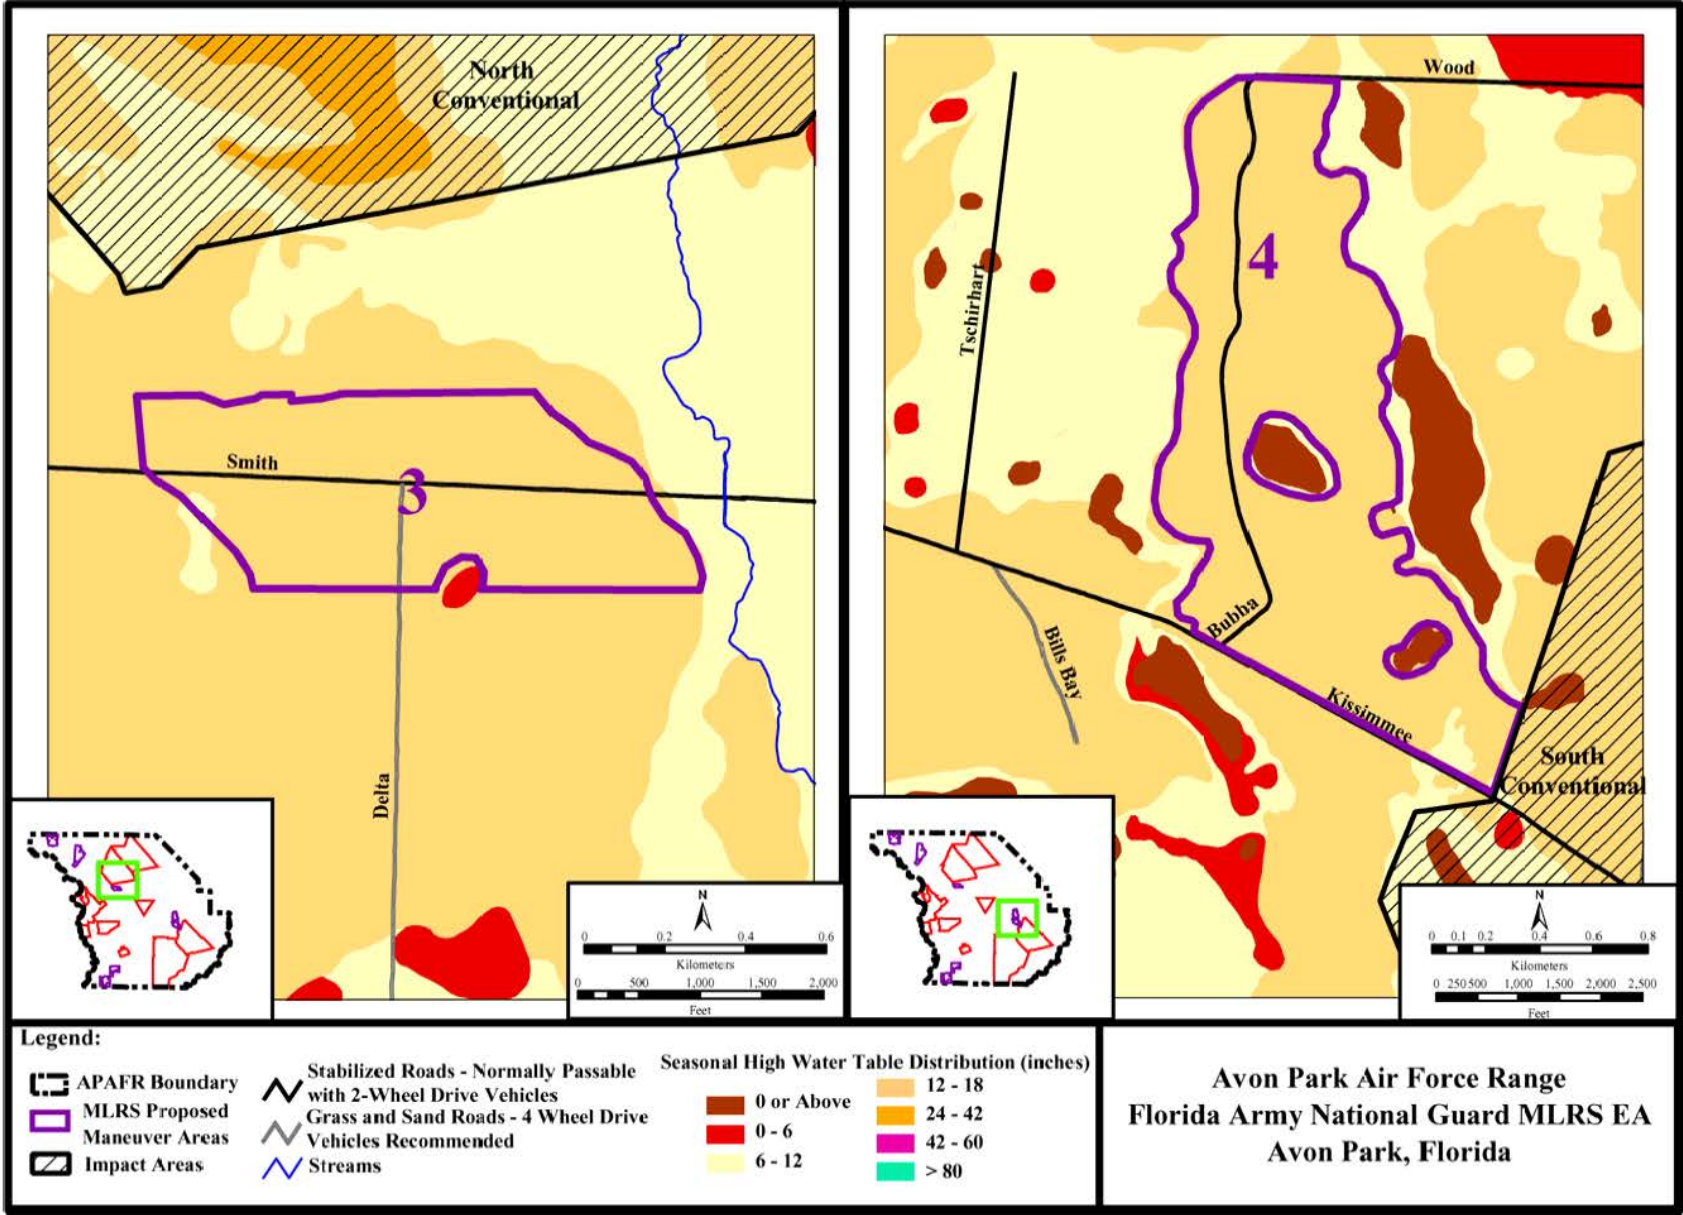 North
Conventional
Smith
3
Delta
N
0 0.2 0.4 0.6
Kilometers
0 500 1,000 1,500 2,000
Feet
Wood
Tschirhart
4
Bubha
Bills Bay
Kissimmee
South
Conventional
N
0 0.1 0.2 0.4 0.6 0.8
Kilometers
0 250 500 1,000 1,500 2,000 2,500
Feet
Legend:
APAFR Boundary
MLRS Proposed
Maneuver Areas
Impact Areas
Stabilized Roads - Normally Passable
with 2-Wheel Drive Vehicles
Grass and Sand Roads - 4 Wheel Drive
Vehicles Recommended
Streams
Seasonal High Water Table Distribution (inches)
0 or Above
0 - 6
6 - 12
12 - 18
24 - 42
42 - 60
> 80
Avon Park Air Force Range
Florida Army National Guard MLRS EA
Avon Park, Florida